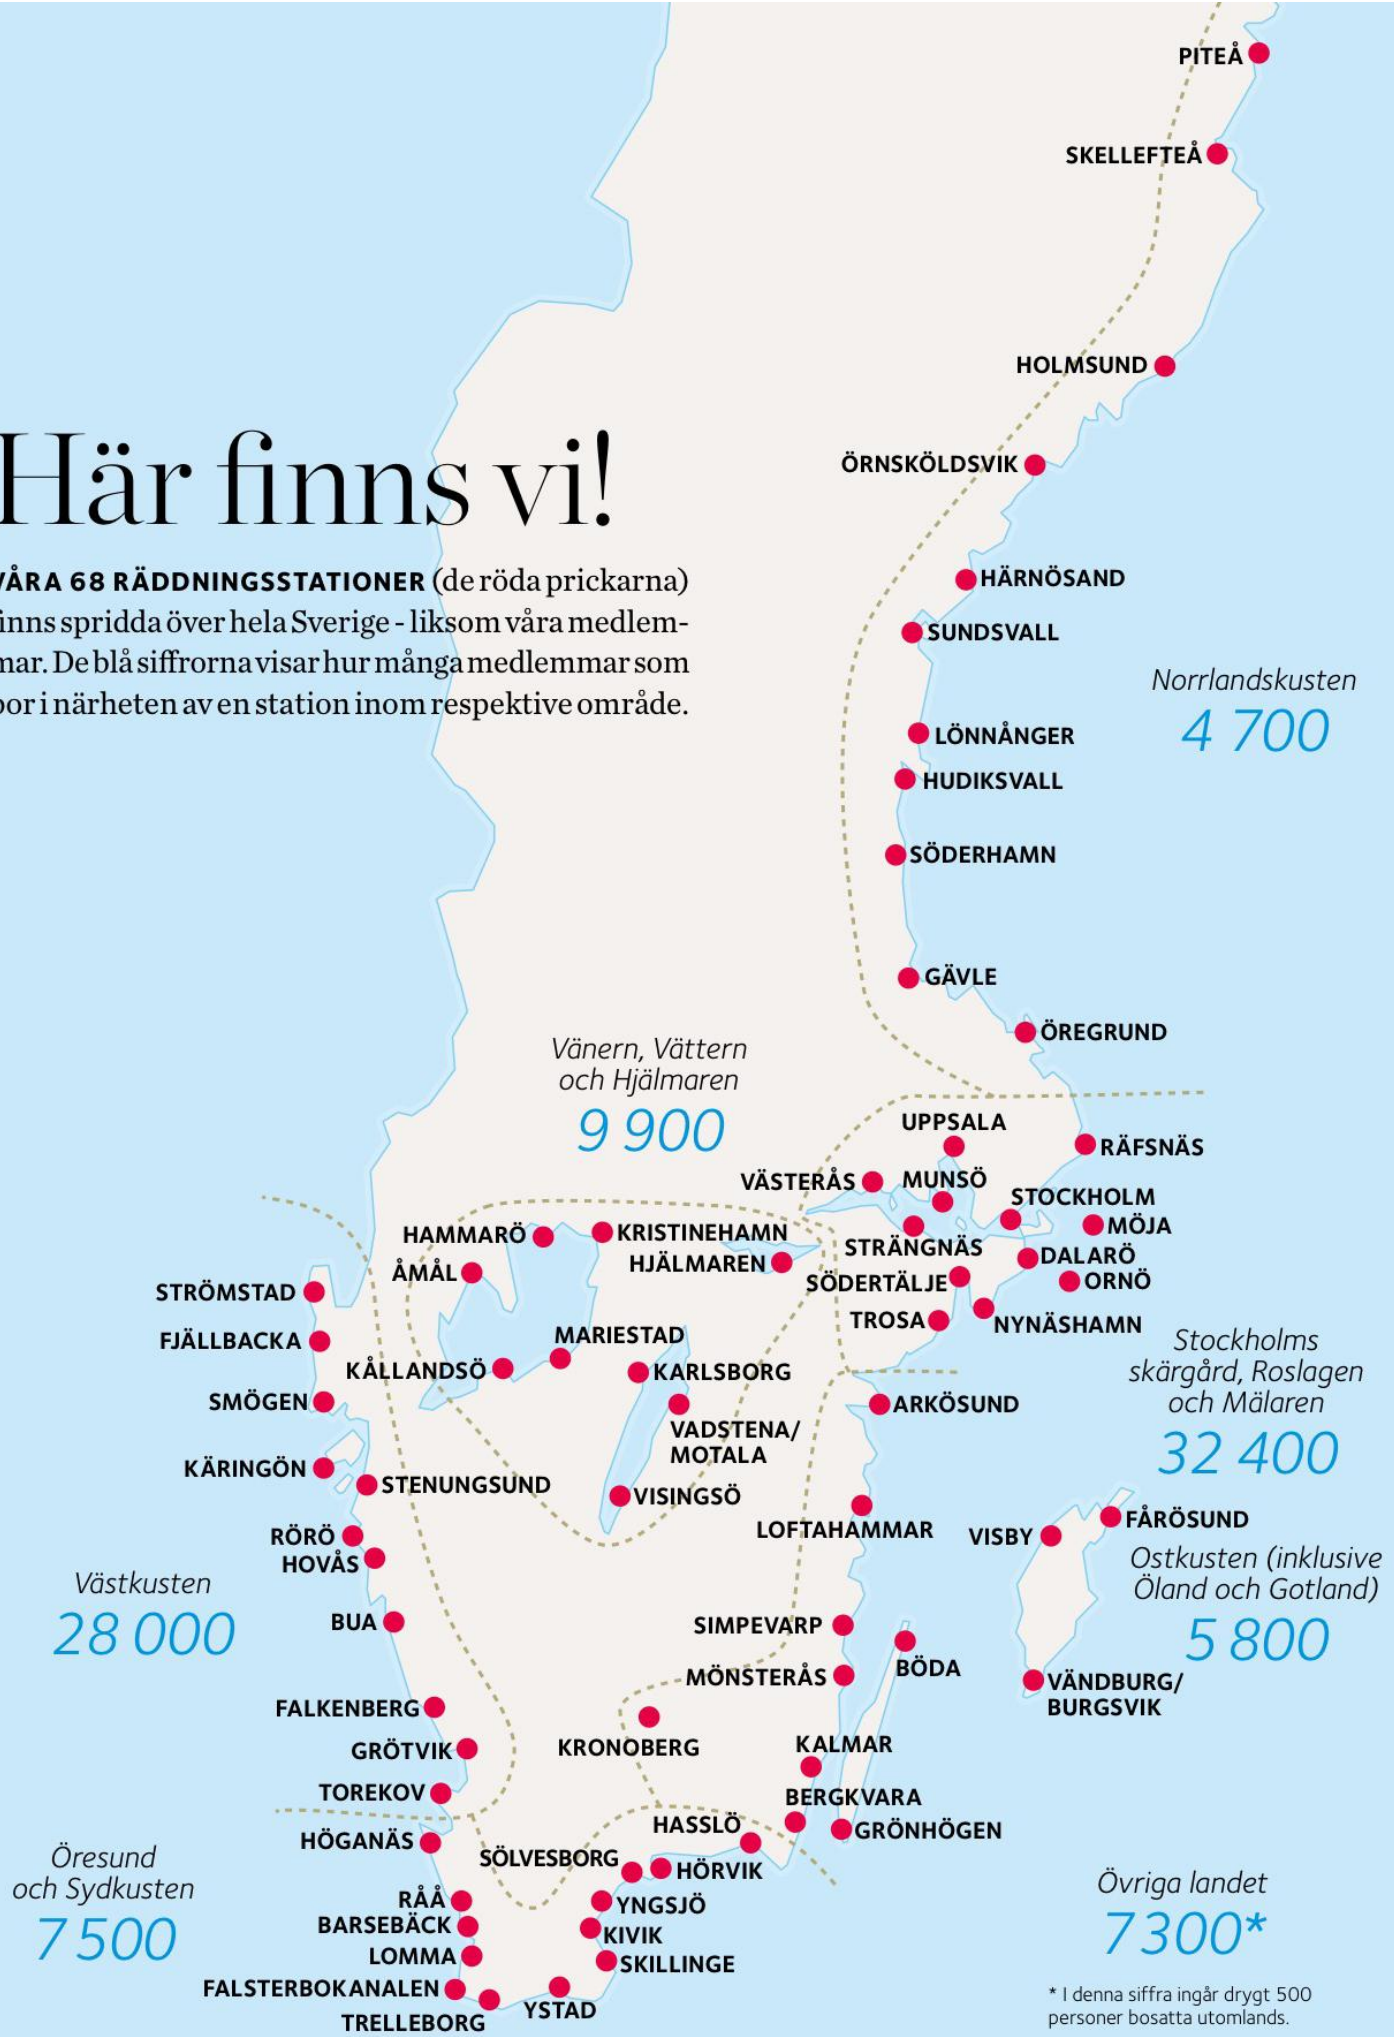 PITEÅ
SKELLEFTEÅ
HOLMSUND
Här finns vi!
ÖRNSKÖLDSVIK
VÅRA 68 RÄDDNINGSSTATIONER (de röda prickarna)
finns spridda över hela Sverige - liksom våra medlem-
mar. De blå siffrorna visar hur många medlemmar som
bor i närheten av en station inom respektive område.
HÄRNÖSAND
SUNDSVALL
Norrlandskusten
4 700
LÖNNÅNGER
HUDIKSVALL
SÖDERHAMN
GÄVLE
ÖREGRUND
Vänern, Vättern
och Hjälmaren
9 900
UPPSALA
RÄFSNÄS
VÄSTERÅS
MUNSÖ
STOCKHOLM
MÖJA
HAMMARÖ
KRISTINEHAMN
HJÄLMAREN
STRÄNGNÄS
DALARÖ
ÅMÅL
SÖDERTÄLJE
ORNÖ
STRÖMSTAD
TROSA
NYNÄSHAMN
FJÄLLBACKA
MARIESTAD
KÅLLANDSÖ
KARLSBORG
Stockholms
skärgård, Roslagen
och Mälaren
32 400
SMÖGEN
ARKÖSUND
VADSTENA/
MOTALA
KÄRINGÖN
STENUNGSUND
VISINGSÖ
RÖRÖ
HOVÅS
LOFTAHAMMAR
VISBY
FÅRÖSUND
Ostkusten (inklusive
Öland och Gotland)
5 800
Västkusten
28 000
BUA
SIMPEVARP
MÖNSTERÅS
BÖDA
VÄNDBURG/
BURGSVIK
FALKENBERG
GRÖTVIK
KRONOBERG
KALMAR
TOREKOV
BERGKVARA
HÖGANÄS
HASSLÖ
GRÖNHÖGEN
Öresund
och Sydkusten
7 500
SÖLVESBORG
HÖRVIK
Övriga landet
7 300*
RÅÅ
YNGSJÖ
BARSEBÄCK
KIVIK
LOMMA
SKILLINGE
FALSTERBOKANALEN
TRELLEBORG
YSTAD
* I denna siffra ingår drygt 500
personer bosatta utomlands.